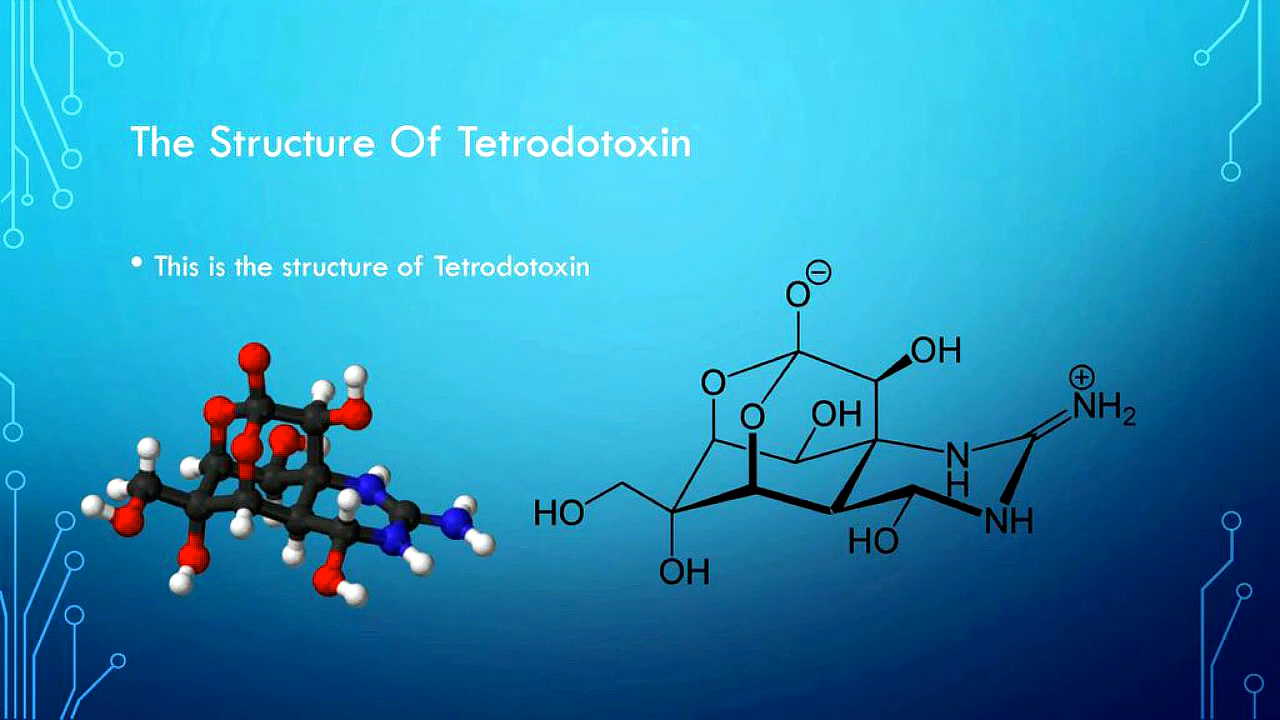 The Structure Of Tetrodotoxin
• This is the structure of Tetrodotoxin
O⊖
OH
O
⊕
NH₂
O
OH
N
H
HO
NH
HO
OH